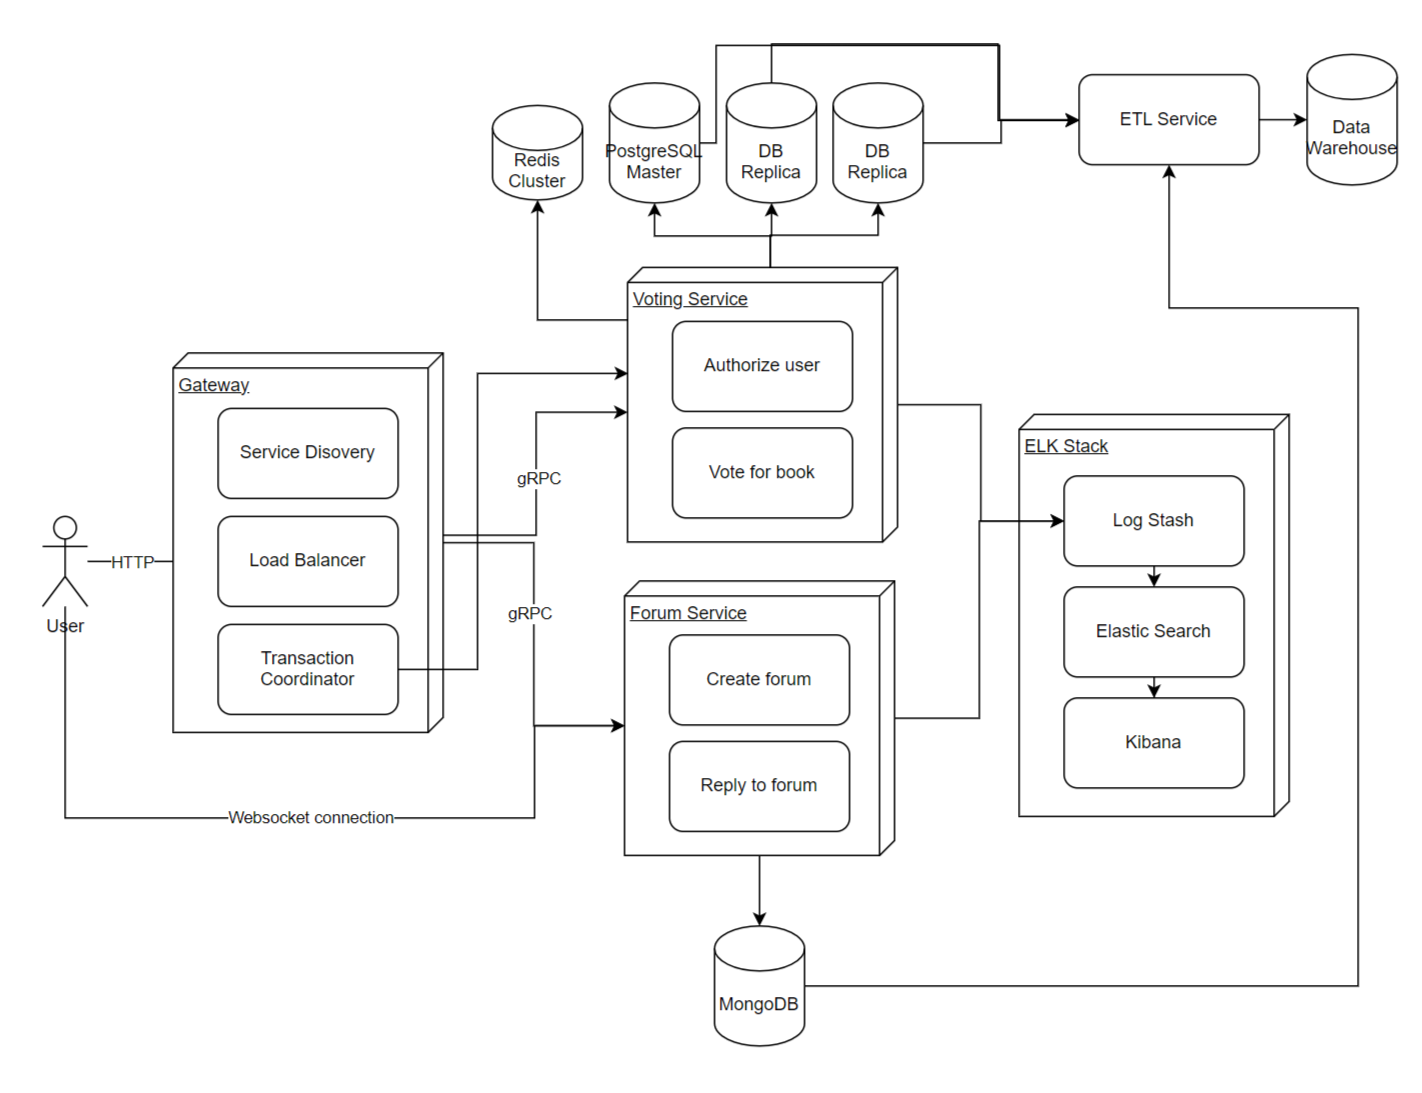 Redis
Cluster
PostgreSQL
Master
DB
Replica
DB
Replica
ETL Service
Data
Warehouse
Voting Service
Authorize user
Vote for book
Gateway
Service Disovery
Load Balancer
Transaction
Coordinator
HTTP
User
gRPC
gRPC
Websocket connection
Forum Service
Create forum
Reply to forum
ELK Stack
Log Stash
Elastic Search
Kibana
MongoDB